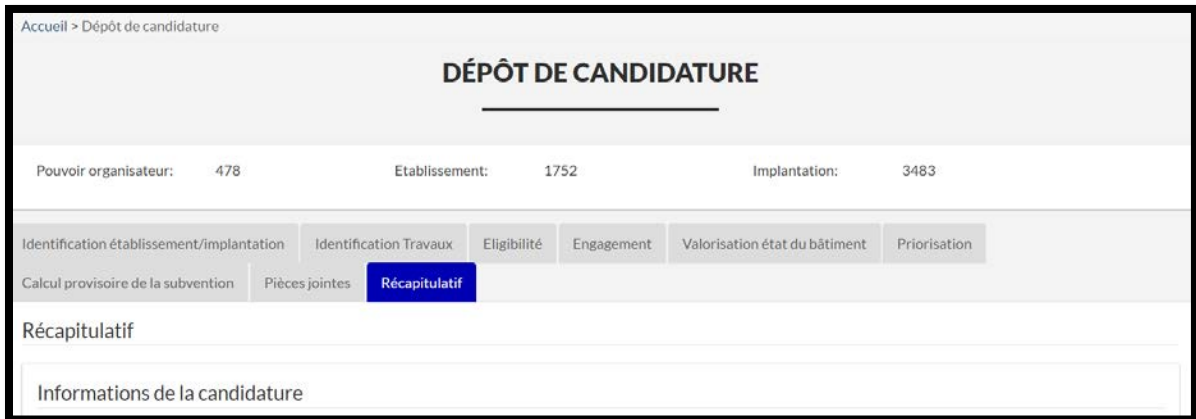 Accueil > Dépôt de candidature
DÉPÔT DE CANDIDATURE
Pouvoir organisateur: 478 Etablissement: 1752 Implantation: 3483
Identification établissement/implantation Identification Travaux Eligibilité Engagement Valorisation état du bâtiment Priorisation
Calcul provisoire de la subvention Pièces jointes Récapitulatif
Récapitulatif
Informations de la candidature